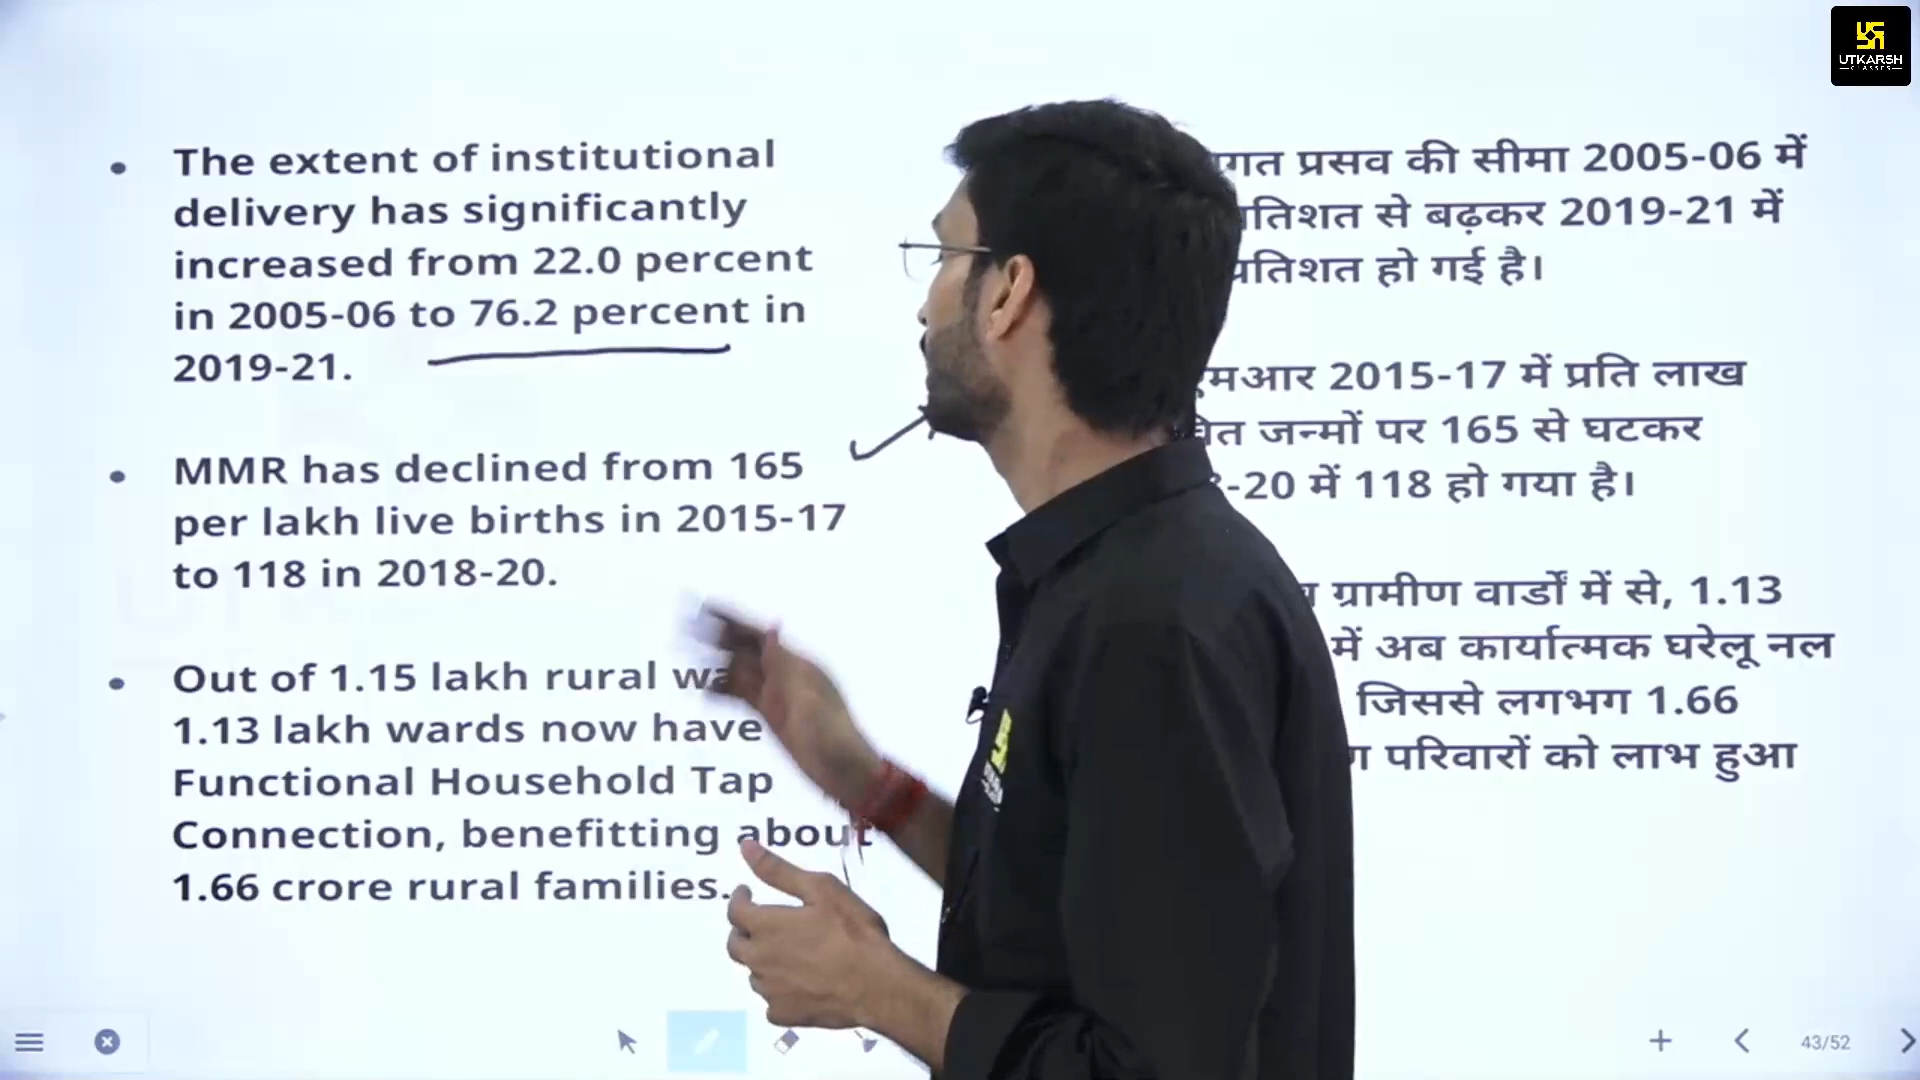 UTKARSH
CLASSES
The extent of institutional
delivery has significantly
increased from 22.0 percent
in 2005-06 to 76.2 percent in
2019-21.
MMR has declined from 165
per lakh live births in 2015-17
to 118 in 2018-20.
Out of 1.15 lakh rural
1.13 lakh wards now have
Functional Household Tap
Connection, benefitting about
1.66 crore rural families.
प्रसव की सीमा 2005-06 में
से बढ़कर 2019-21 में
हो गई है।
2015-17 में प्रति लाख
जन्मों पर 165 से घटकर
-20 में 118 हो गया है।
ग्रामीण वार्डों में से, 1.13
में अब कार्यात्मक घरेलू नल
जिससे लगभग 1.66
परिवारों को लाभ हुआ
43/52